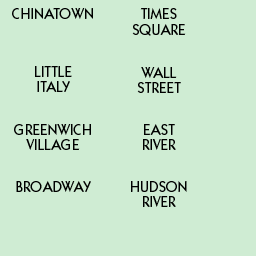 CHINATOWN
TIMES
SQUARE
LITTLE
ITALY
WALL
STREET
GREENWICH
VILLAGE
EAST
RIVER
BROADWAY
HUDSON
RIVER